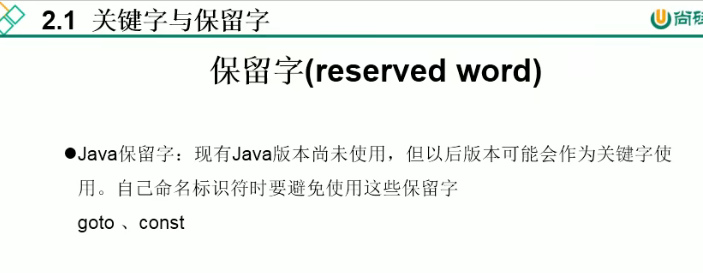 2.1 关键字与保留字
尚硅
保留字(reserved word)
●Java保留字：现有Java版本尚未使用，但以后版本可能会作为关键字使
用。自己命名标识符时要避免使用这些保留字
goto 、const